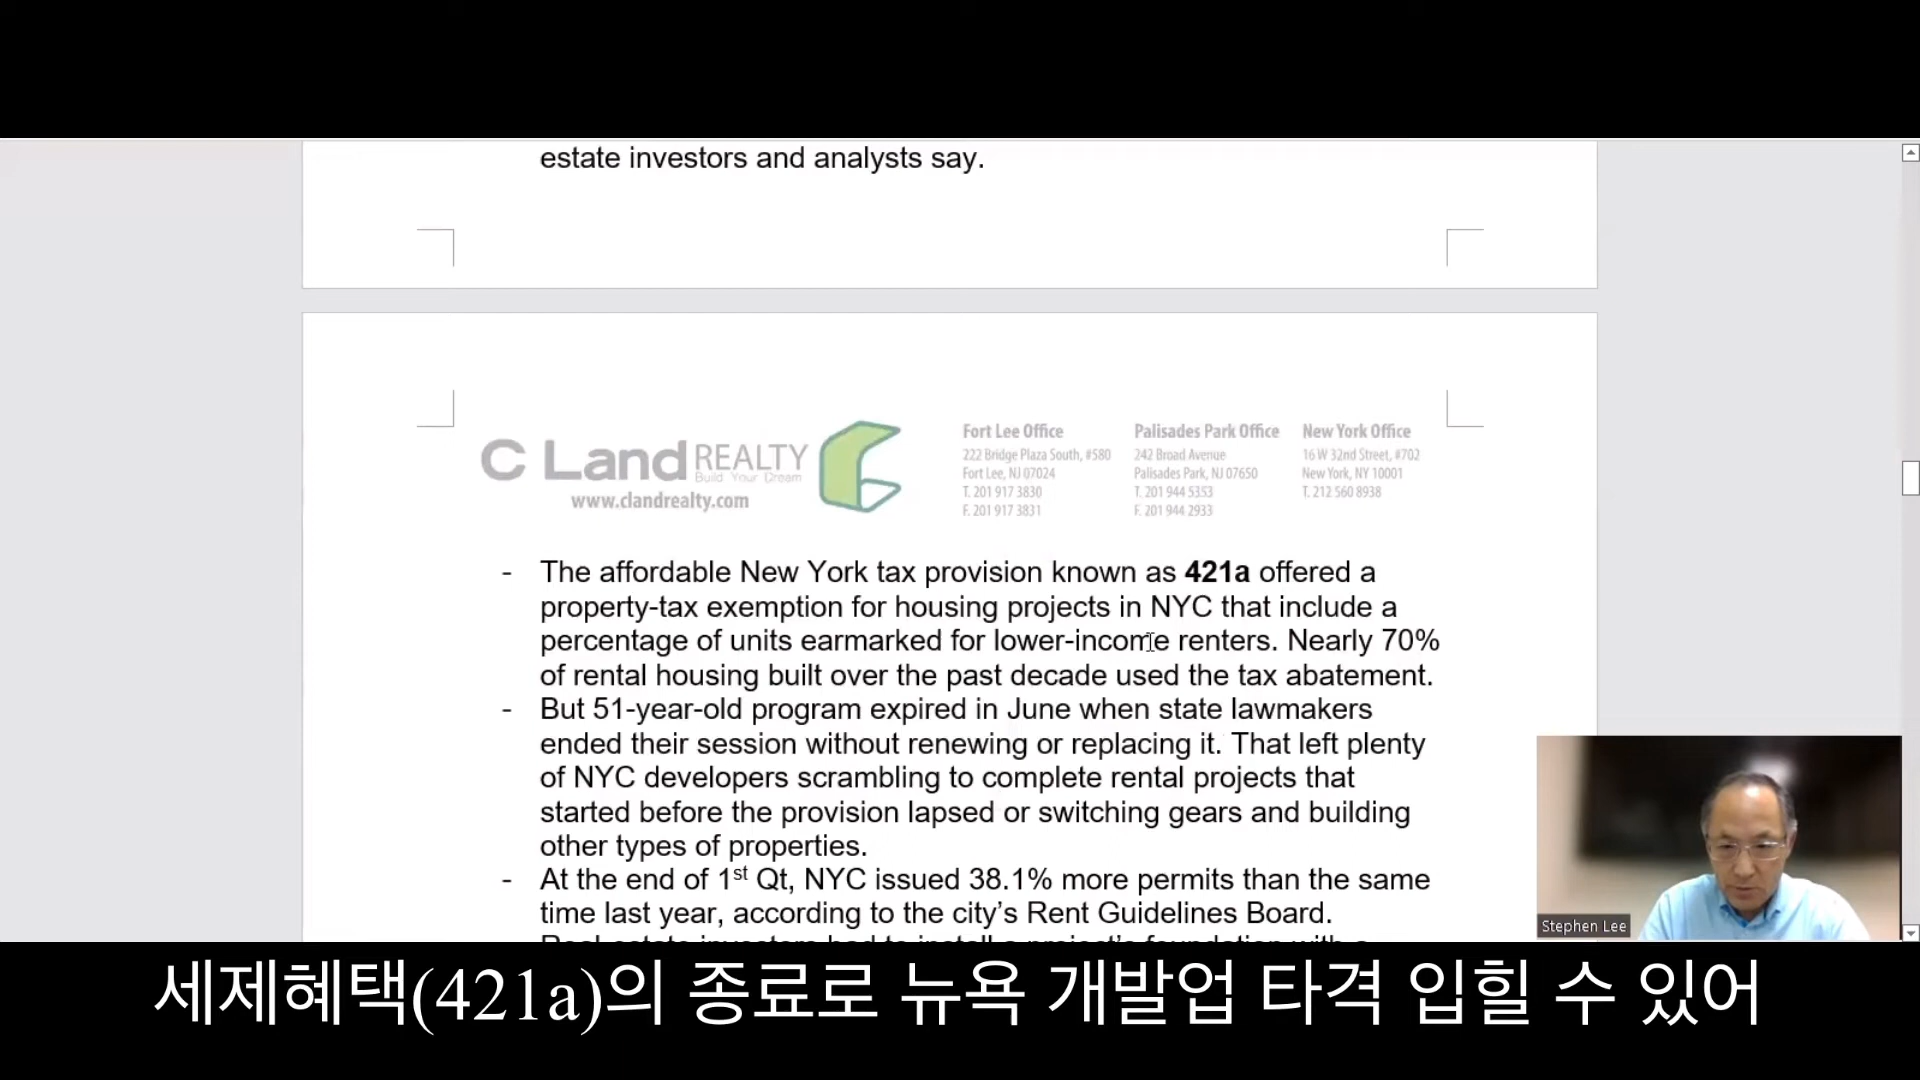 estate investors and analysts say.
C Land REALTY
Build Your Dream
www.clandrealty.com
Fort Lee Office
222 Bridge Plaza South, #580
Fort Lee, NJ 07024
T. 201 917 3830
F. 201 917 3831
Palisades Park Office
242 Broad Avenue
Palisades Park, NJ 07650
T. 201 944 5353
F. 201 944 2933
New York Office
16 W 32nd Street, #702
New York, NY 10001
T. 212 560 8938
- The affordable New York tax provision known as 421a offered a
property-tax exemption for housing projects in NYC that include a
percentage of units earmarked for lower-income renters. Nearly 70%
of rental housing built over the past decade used the tax abatement.
- But 51-year-old program expired in June when state lawmakers
ended their session without renewing or replacing it. That left plenty
of NYC developers scrambling to complete rental projects that
started before the provision lapsed or switching gears and building
other types of properties.
- At the end of 1st Qt, NYC issued 38.1% more permits than the same
time last year, according to the city's Rent Guidelines Board.
Real estate investors had to install a project's foundation with a
Stephen Lee
세제혜택(421a)의 종료로 뉴욕 개발업 타격 입힐 수 있어